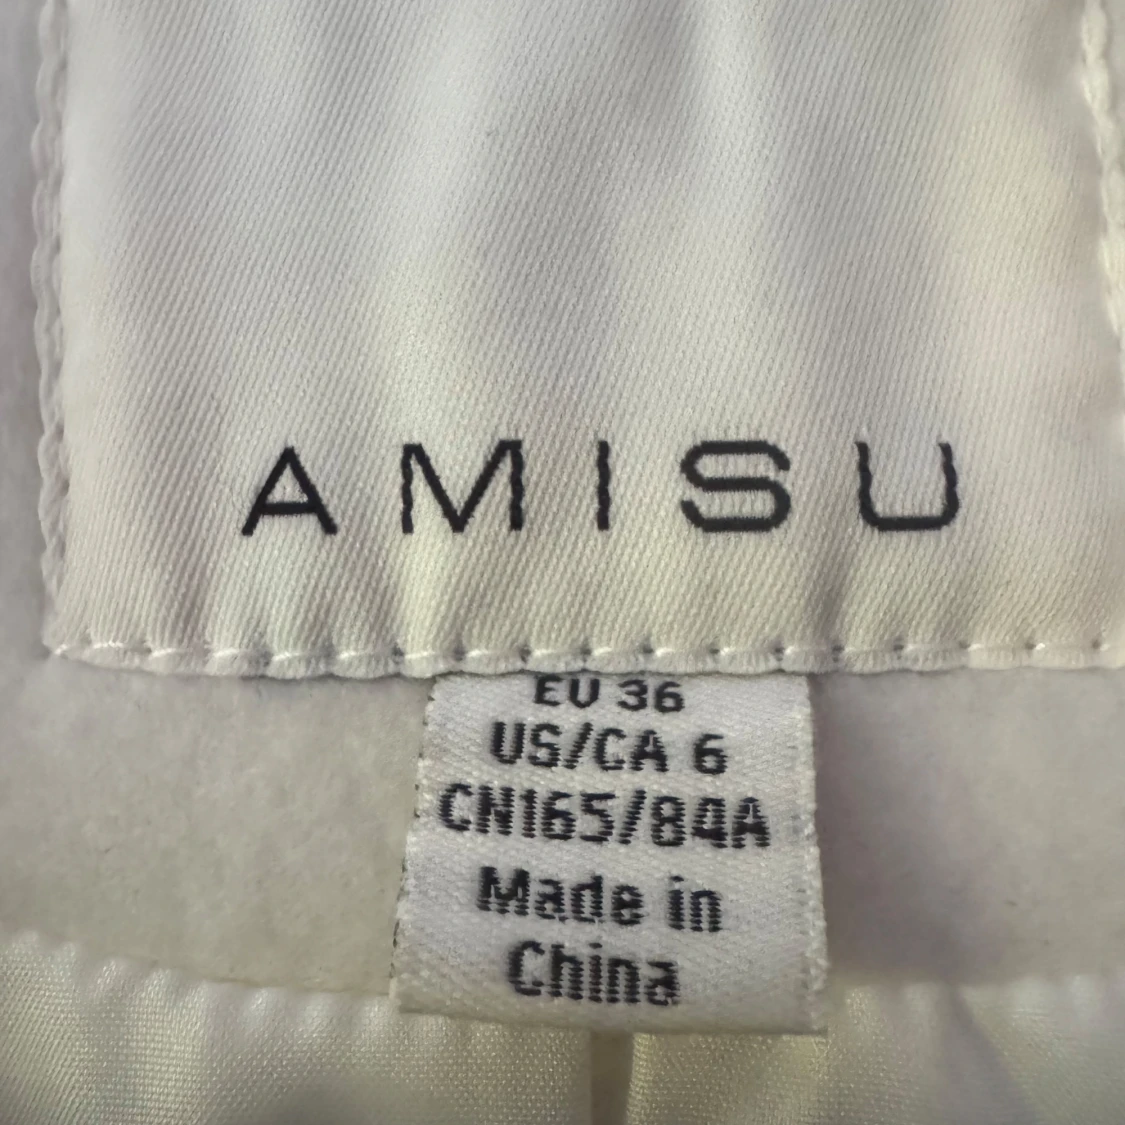 AMISU
EU 36
US/CA 6
CN165/84A
Made in
China